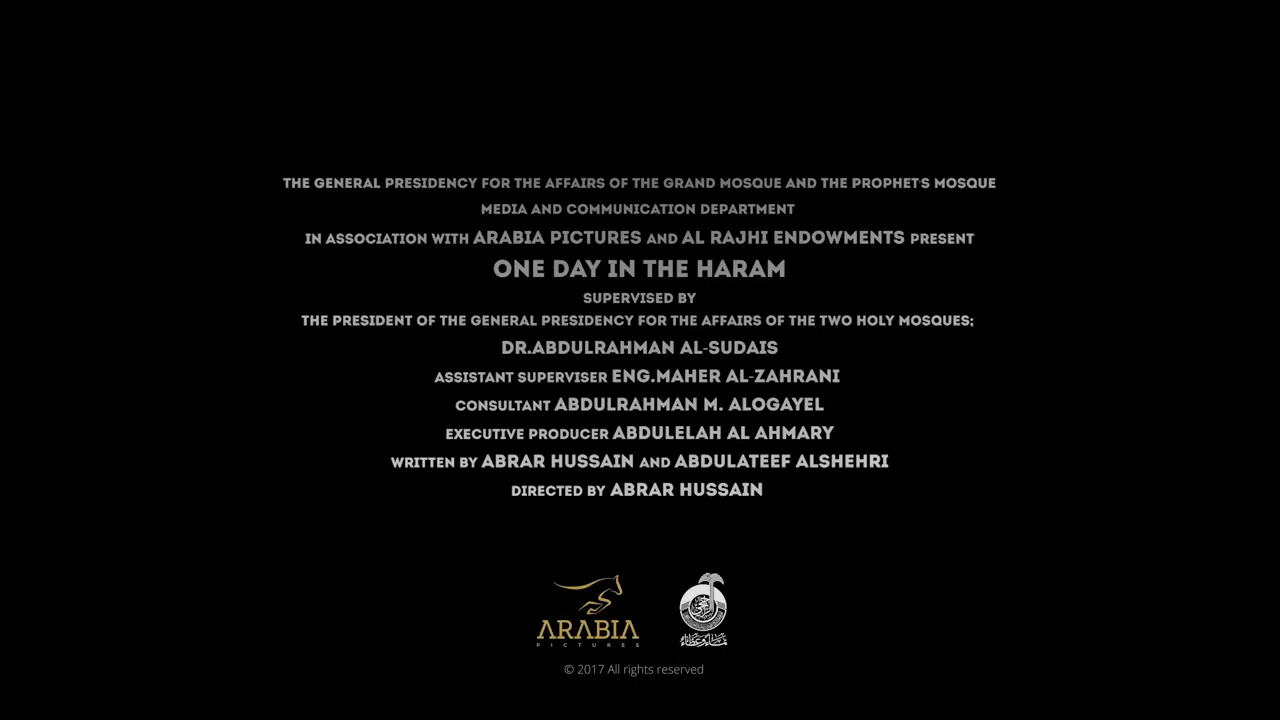 THE GENERAL PRESIDENCY FOR THE AFFAIRS OF THE GRAND MOSQUE AND THE PROPHET'S MOSQUE
MEDIA AND COMMUNICATION DEPARTMENT
IN ASSOCIATION WITH ARABIA PICTURES AND AL RAJHI ENDOWMENTS PRESENT
ONE DAY IN THE HARAM
SUPERVISED BY
THE PRESIDENT OF THE GENERAL PRESIDENCY FOR THE AFFAIRS OF THE TWO HOLY MOSQUES;
DR.ABDULRAHMAN AL-SUDAIS
ASSISTANT SUPERVISER ENG.MAHER AL-ZAHRANI
CONSULTANT ABDULRAHMAN M. ALOGAYEL
EXECUTIVE PRODUCER ABDULELAH AL AHMARY
WRITTEN BY ABRAR HUSSAIN AND ABDULATEEF ALSHEHRI
DIRECTED BY ABRAR HUSSAIN
ARABIA
PICTURES
نماء وعطاء
© 2017 All rights reserved